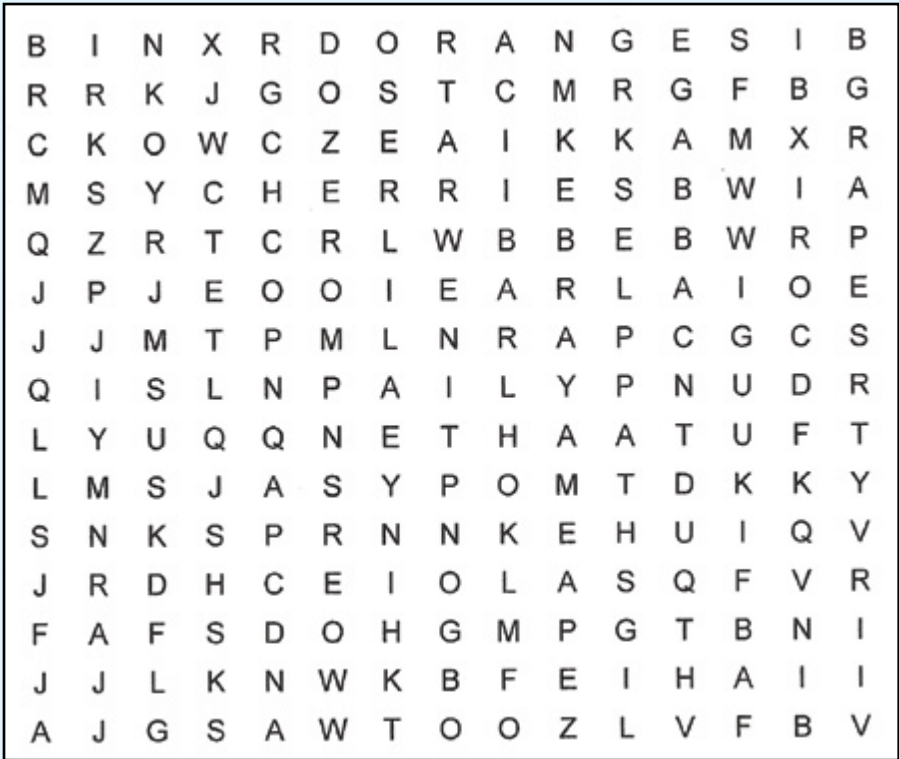 B I N X R D O R A N G E S I B
R R K J G O S T C M R G F B G
C K O W C Z E A I K K A M X R
M S Y C H E R R I E S B W I A
Q Z R T C R L W B B E B W R P
J P J E O O I E A R L A I O E
J J M T P M L N R A P C G C S
Q I S L N P A I L Y P N U D R
L Y U Q Q N E T H A A T U F T
L M S J A S Y P O M T D K K Y
S N K S P R N N K E H U I Q V
J R D H C E I O L A S Q F V R
F A F S D O H G M P G T B N I
J J L K N W K B F E I H A I I
A J G S A W T O O Z L V F B V